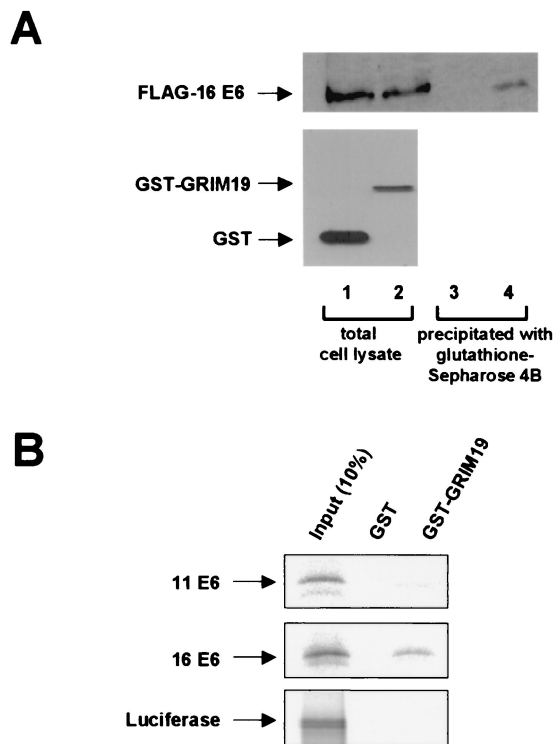 A
FLAG-16 E6
GST-GRIM19
GST
1 2 3 4
total
cell lysate
precipitated with
glutathione-
Sepharose 4B
B
Input (10%)
GST
GST-GRIM19
11 E6
16 E6
Luciferase